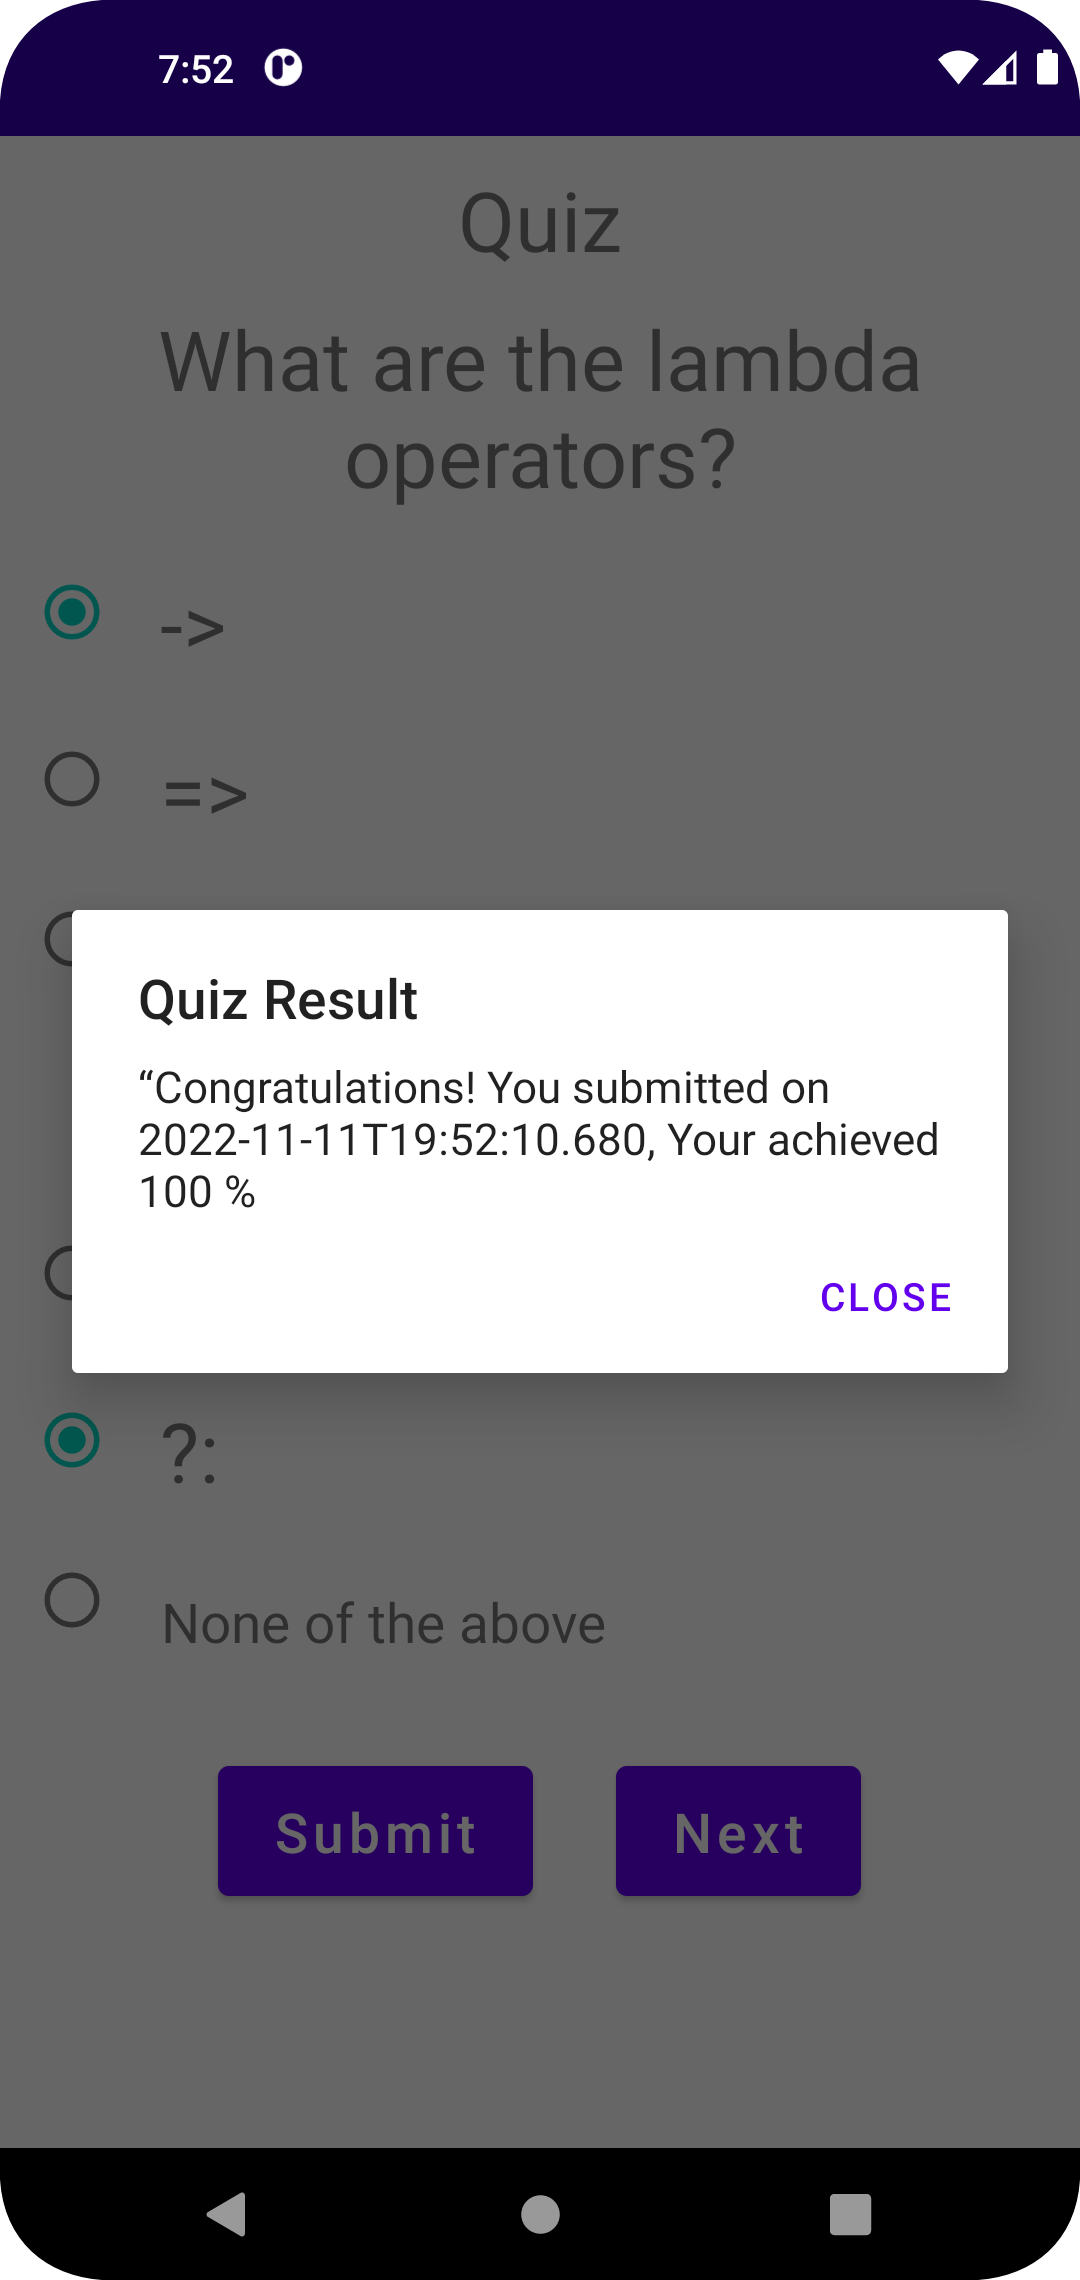 7:52
Quiz
What are the lambda
operators?
->
=>
Quiz Result
“Congratulations! You submitted on
2022-11-11T19:52:10.680, Your achieved
100 %
CLOSE
?:
None of the above
Submit
Next